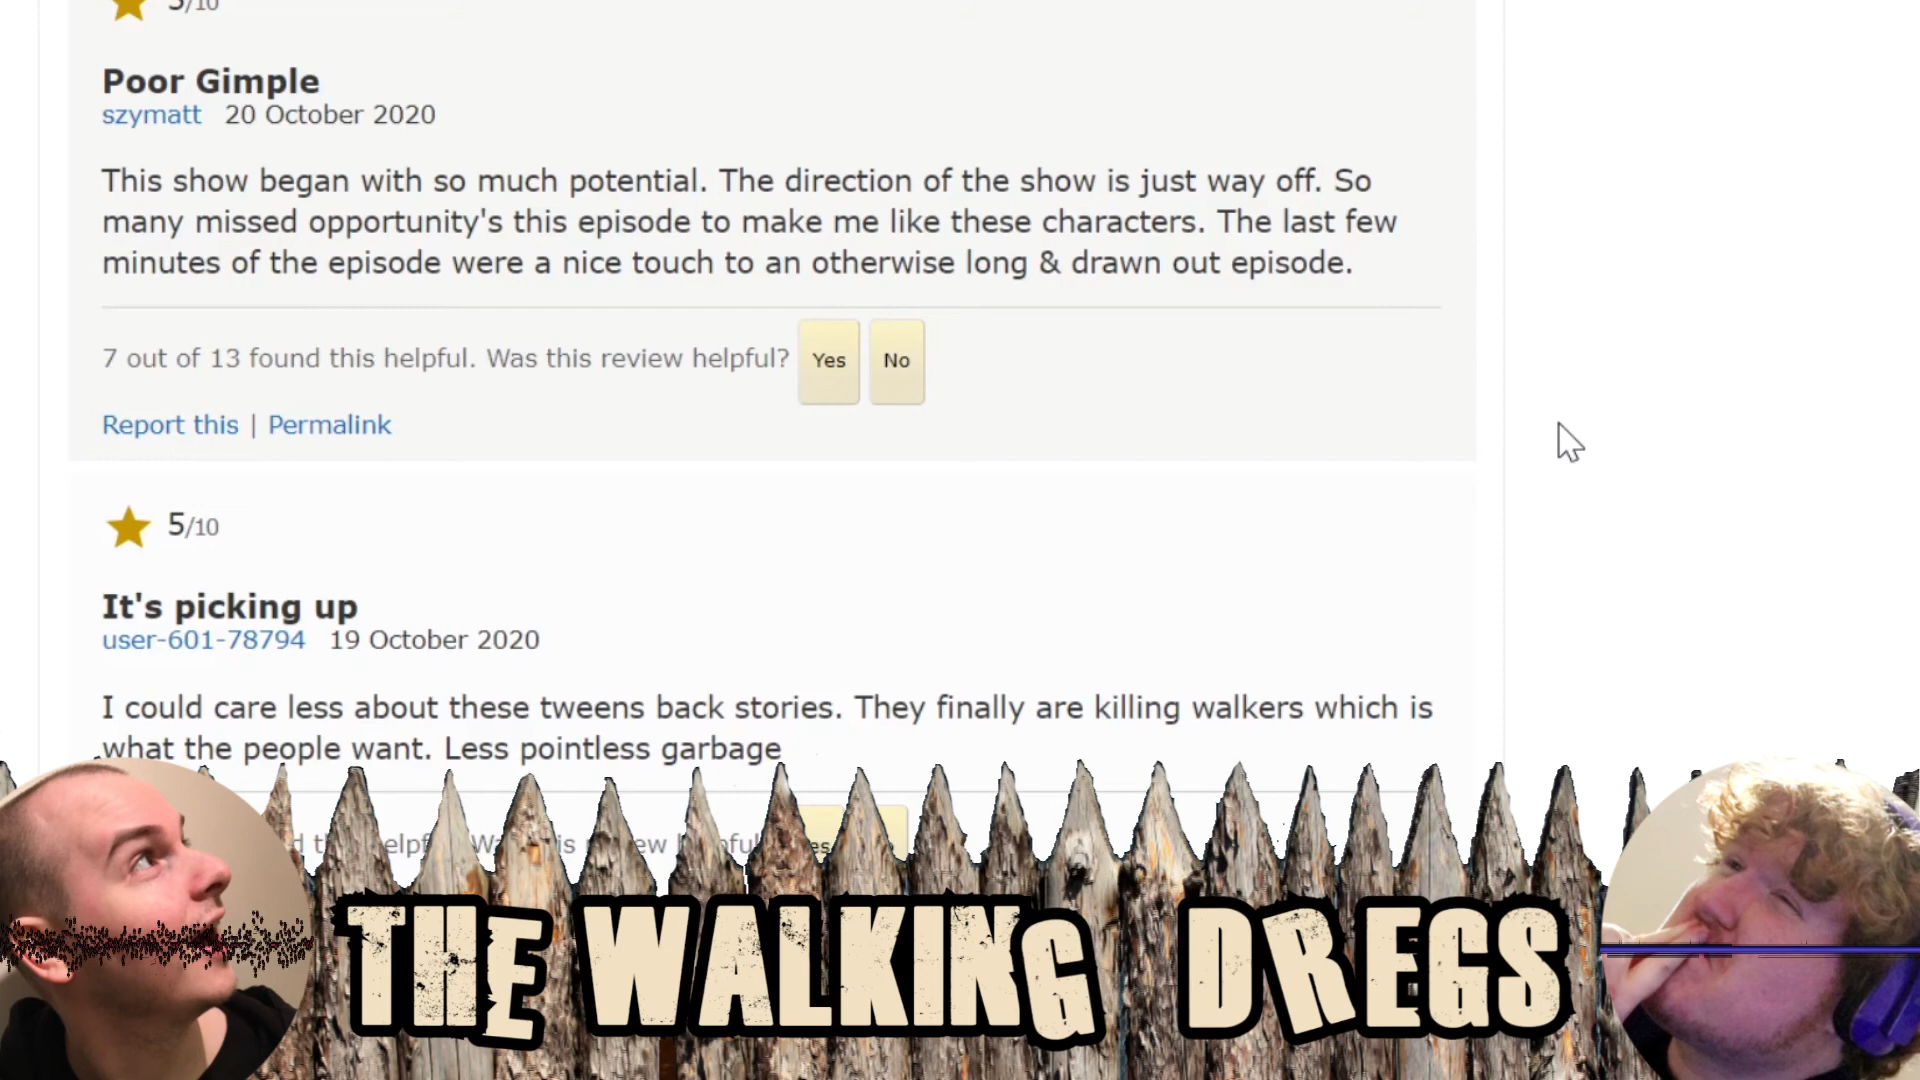 5/10
Poor Gimple
szymatt 20 October 2020
This show began with so much potential. The direction of the show is just way off. So
many missed opportunity's this episode to make me like these characters. The last few
minutes of the episode were a nice touch to an otherwise long & drawn out episode.
7 out of 13 found this helpful. Was this review helpful? Yes No
Report this | Permalink
5/10
It's picking up
user-601-78794 19 October 2020
I could care less about these tweens back stories. They finally are killing walkers which is
what the people want. Less pointless garbage
THE WALKING DREGS